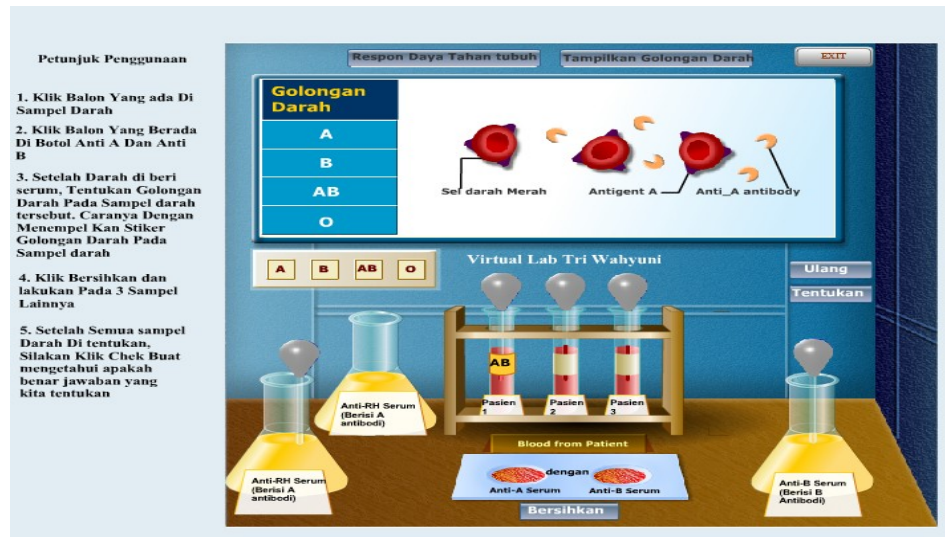 Petunjuk Penggunaan
1. Klik Balon Yang ada Di
Sampel Darah
2. Klik Balon Yang Berada
Di Botol Anti A Dan Anti
B
3. Setelah Darah di beri
serum, Tentukan Golongan
Darah Pada Sampel darah
tersebut. Caranya Dengan
Menempel Kan Stiker
Golongan Darah Pada
Sampel darah
4. Klik Bersihkan dan
lakukan Pada 3 Sampel
Lainnya
5. Setelah Semua sampel
Darah Di tentukan,
Silakan Klik Chek Buat
mengetahui apakah
benar jawaban yang
kita tentukan
Respon Daya Tahan tubuh
Tampilkan Golongan Darah
EXIT
Golongan
Darah
A
B
AB
O
Sel darah Merah
Antigent A
Anti_A antibody
A B AB O
Virtual Lab Tri Wahyuni
Ulang
Tentukan
AB
Pasien
1
Pasien
2
Pasien
3
Anti-RH Serum
(Berisi A
antibodi)
Anti-RH Serum
(Berisi A
antibodi)
Blood from Patient
dengan
Anti-A Serum
Anti-B Serum
Bersihkan
Anti-B Serum
(Berisi B
Antibodi)